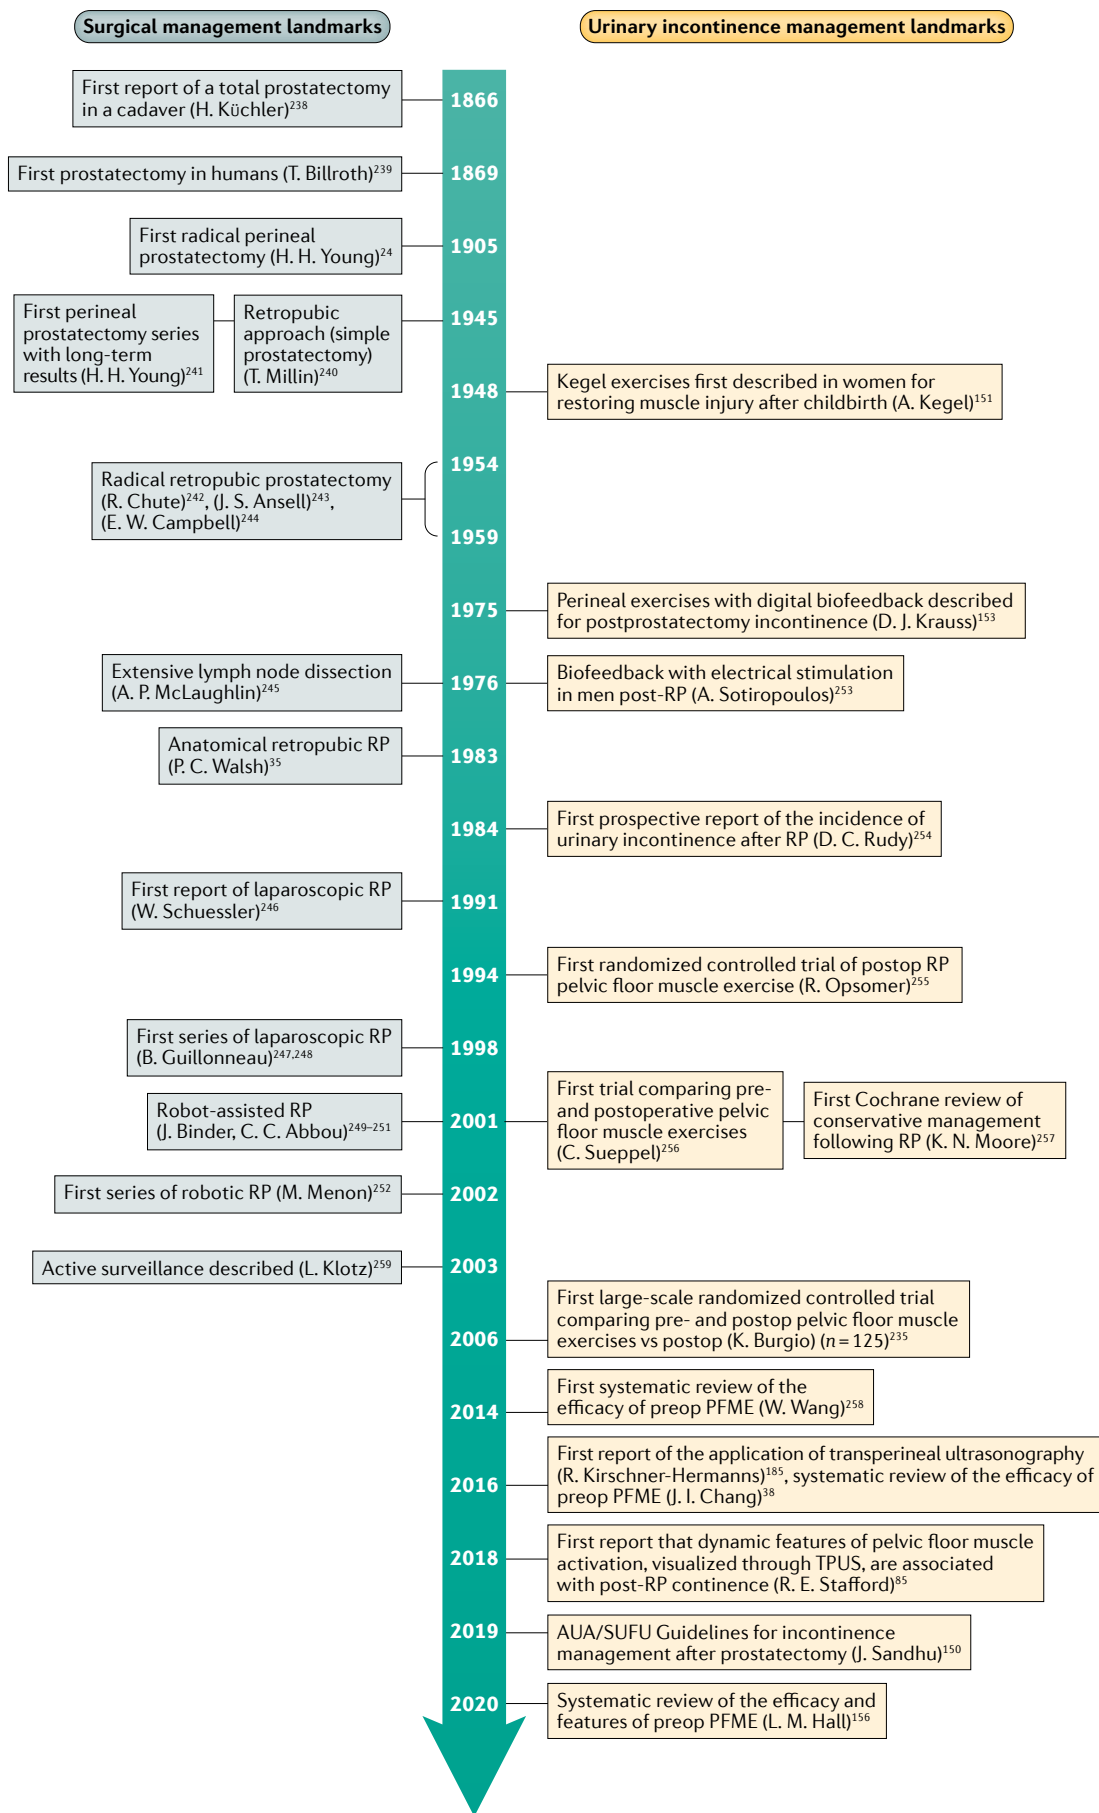 Surgical management landmarks
Urinary incontinence management landmarks
First report of a total prostatectomy
in a cadaver (H. Küchler)238
1866
First prostatectomy in humans (T. Billroth)239
1869
First radical perineal
prostatectomy (H. H. Young)24
1905
First perineal
prostatectomy series
with long-term
results (H. H. Young)241
Retropubic
approach (simple
prostatectomy)
(T. Millin)240
1945
1948
Kegel exercises first described in women for
restoring muscle injury after childbirth (A. Kegel)151
Radical retropubic prostatectomy
(R. Chute)242, (J. S. Ansell)243,
(E. W. Campbell)244
1954
1959
1975
Perineal exercises with digital biofeedback described
for postprostatectomy incontinence (D. J. Krauss)153
Extensive lymph node dissection
(A. P. McLaughlin)245
1976
Biofeedback with electrical stimulation
in men post-RP (A. Sotiropoulos)253
Anatomical retropubic RP
(P. C. Walsh)35
1983
1984
First prospective report of the incidence of
urinary incontinence after RP (D. C. Rudy)254
First report of laparoscopic RP
(W. Schuessler)246
1991
1994
First randomized controlled trial of postop RP
pelvic floor muscle exercise (R. Opsomer)255
First series of laparoscopic RP
(B. Guillonneau)247,248
1998
Robot-assisted RP
(J. Binder, C. C. Abbou)249–251
2001
First trial comparing pre-
and postoperative pelvic
floor muscle exercises
(C. Sueppel)256
First Cochrane review of
conservative management
following RP (K. N. Moore)257
First series of robotic RP (M. Menon)252
2002
Active surveillance described (L. Klotz)259
2003
2006
First large-scale randomized controlled trial
comparing pre- and postop pelvic floor muscle
exercises vs postop (K. Burgio) (n = 125)235
2014
First systematic review of the
efficacy of preop PFME (W. Wang)258
2016
First report of the application of transperineal ultrasonography
(R. Kirschner-Hermanns)185, systematic review of the efficacy of
preop PFME (J. I. Chang)38
2018
First report that dynamic features of pelvic floor muscle
activation, visualized through TPUS, are associated
with post-RP continence (R. E. Stafford)85
2019
AUA/SUFU Guidelines for incontinence
management after prostatectomy (J. Sandhu)150
2020
Systematic review of the efficacy and
features of preop PFME (L. M. Hall)156